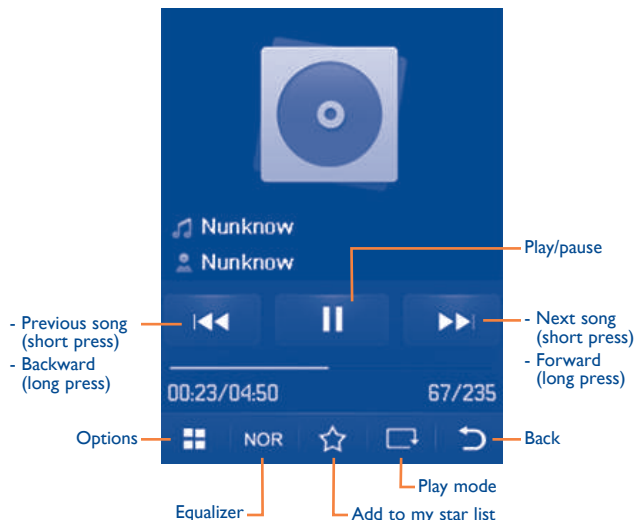 Nunknow
Nunknow
Play/pause
- Previous song
(short press)
- Backward
(long press)
- Next song
(short press)
- Forward
(long press)
00:23/04:50
67/235
Options
NOR
Back
Play mode
Equalizer
Add to my star list